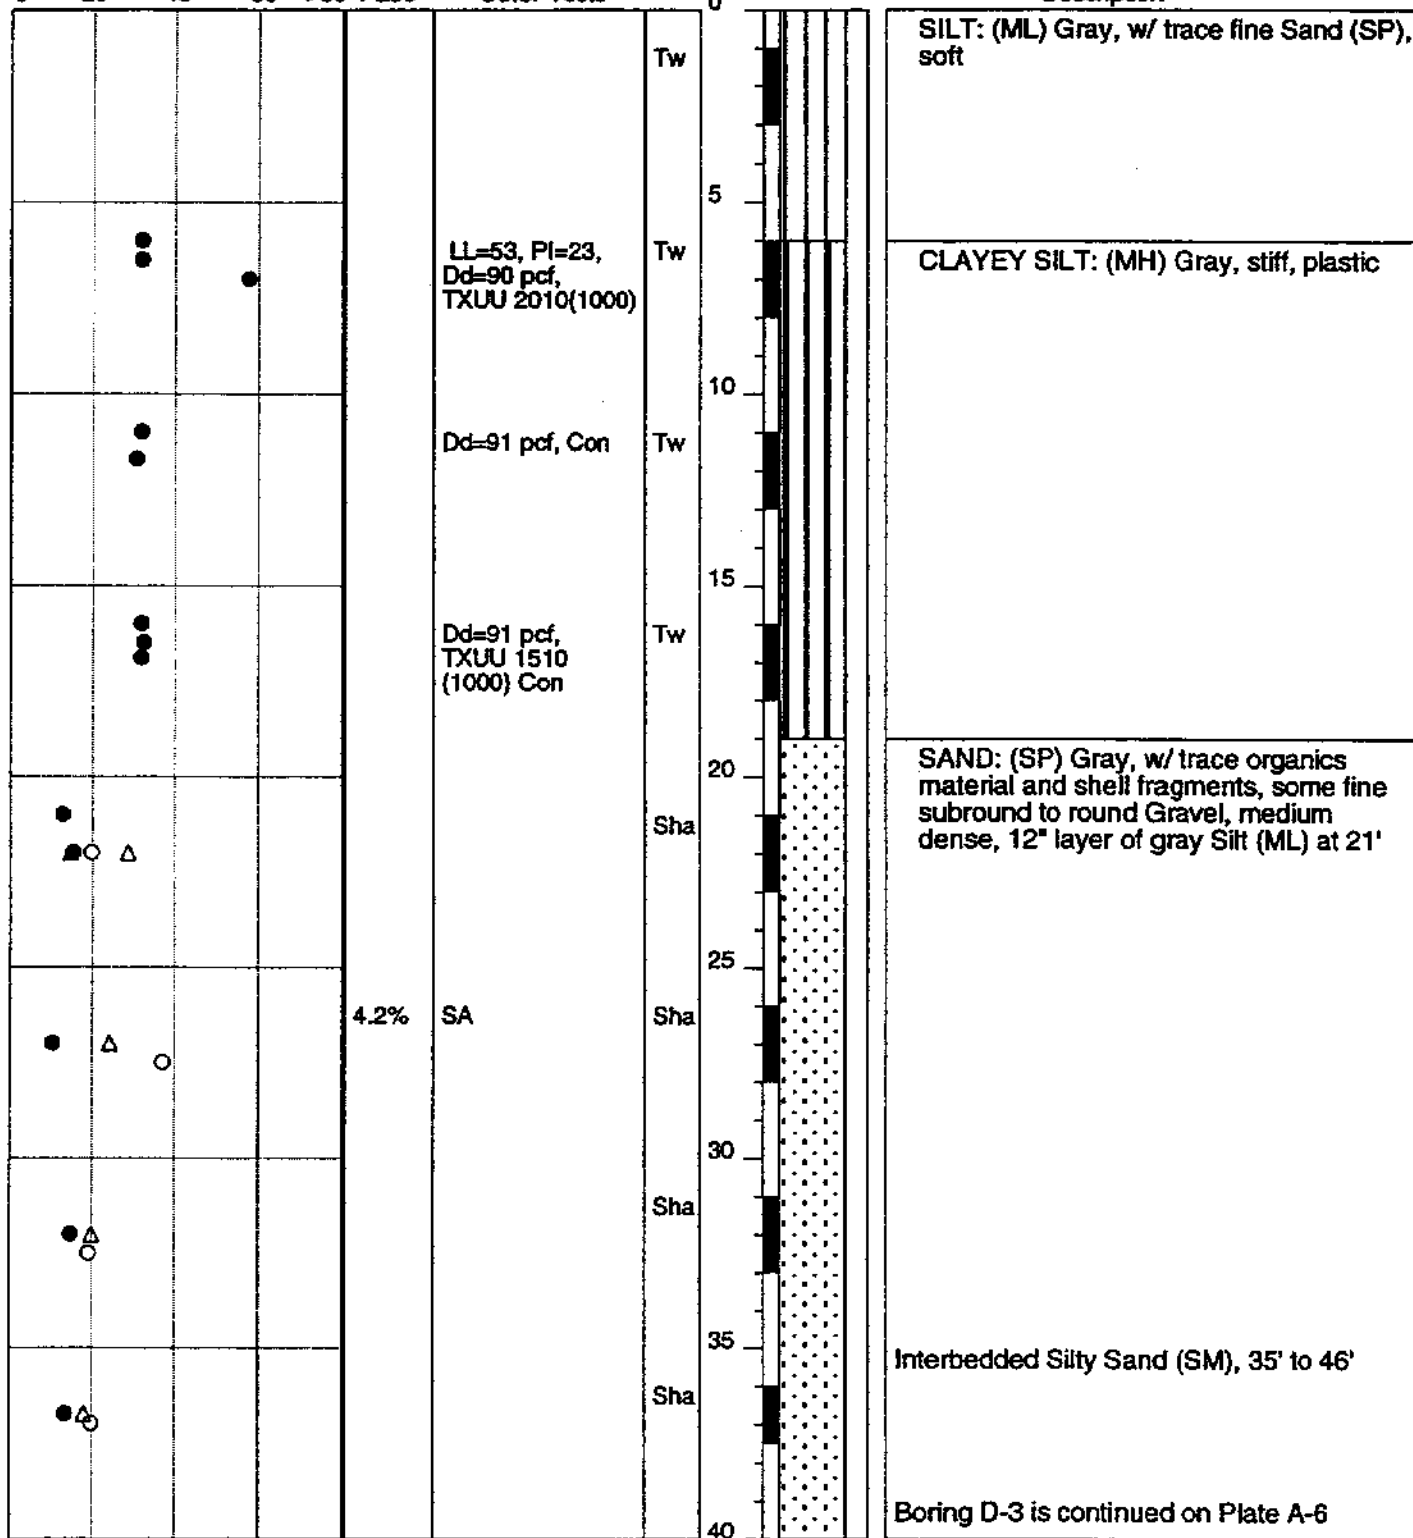 0
SILT: (ML) Gray, w/ trace fine Sand (SP),
soft
Tw
5
LL=53, PI=23,
Dd=90 pcf,
TXUU 2010(1000)
Tw
CLAYEY SILT: (MH) Gray, stiff, plastic
10
Dd=91 pcf, Con
Tw
15
Dd=91 pcf,
TXUU 1510
(1000) Con
Tw
SAND: (SP) Gray, w/ trace organics
material and shell fragments, some fine
subround to round Gravel, medium
dense, 12" layer of gray Silt (ML) at 21'
20
Sha
25
4.2%
SA
Sha
30
Sha
35
Interbedded Silty Sand (SM), 35' to 46'
Sha
Boring D-3 is continued on Plate A-6
40